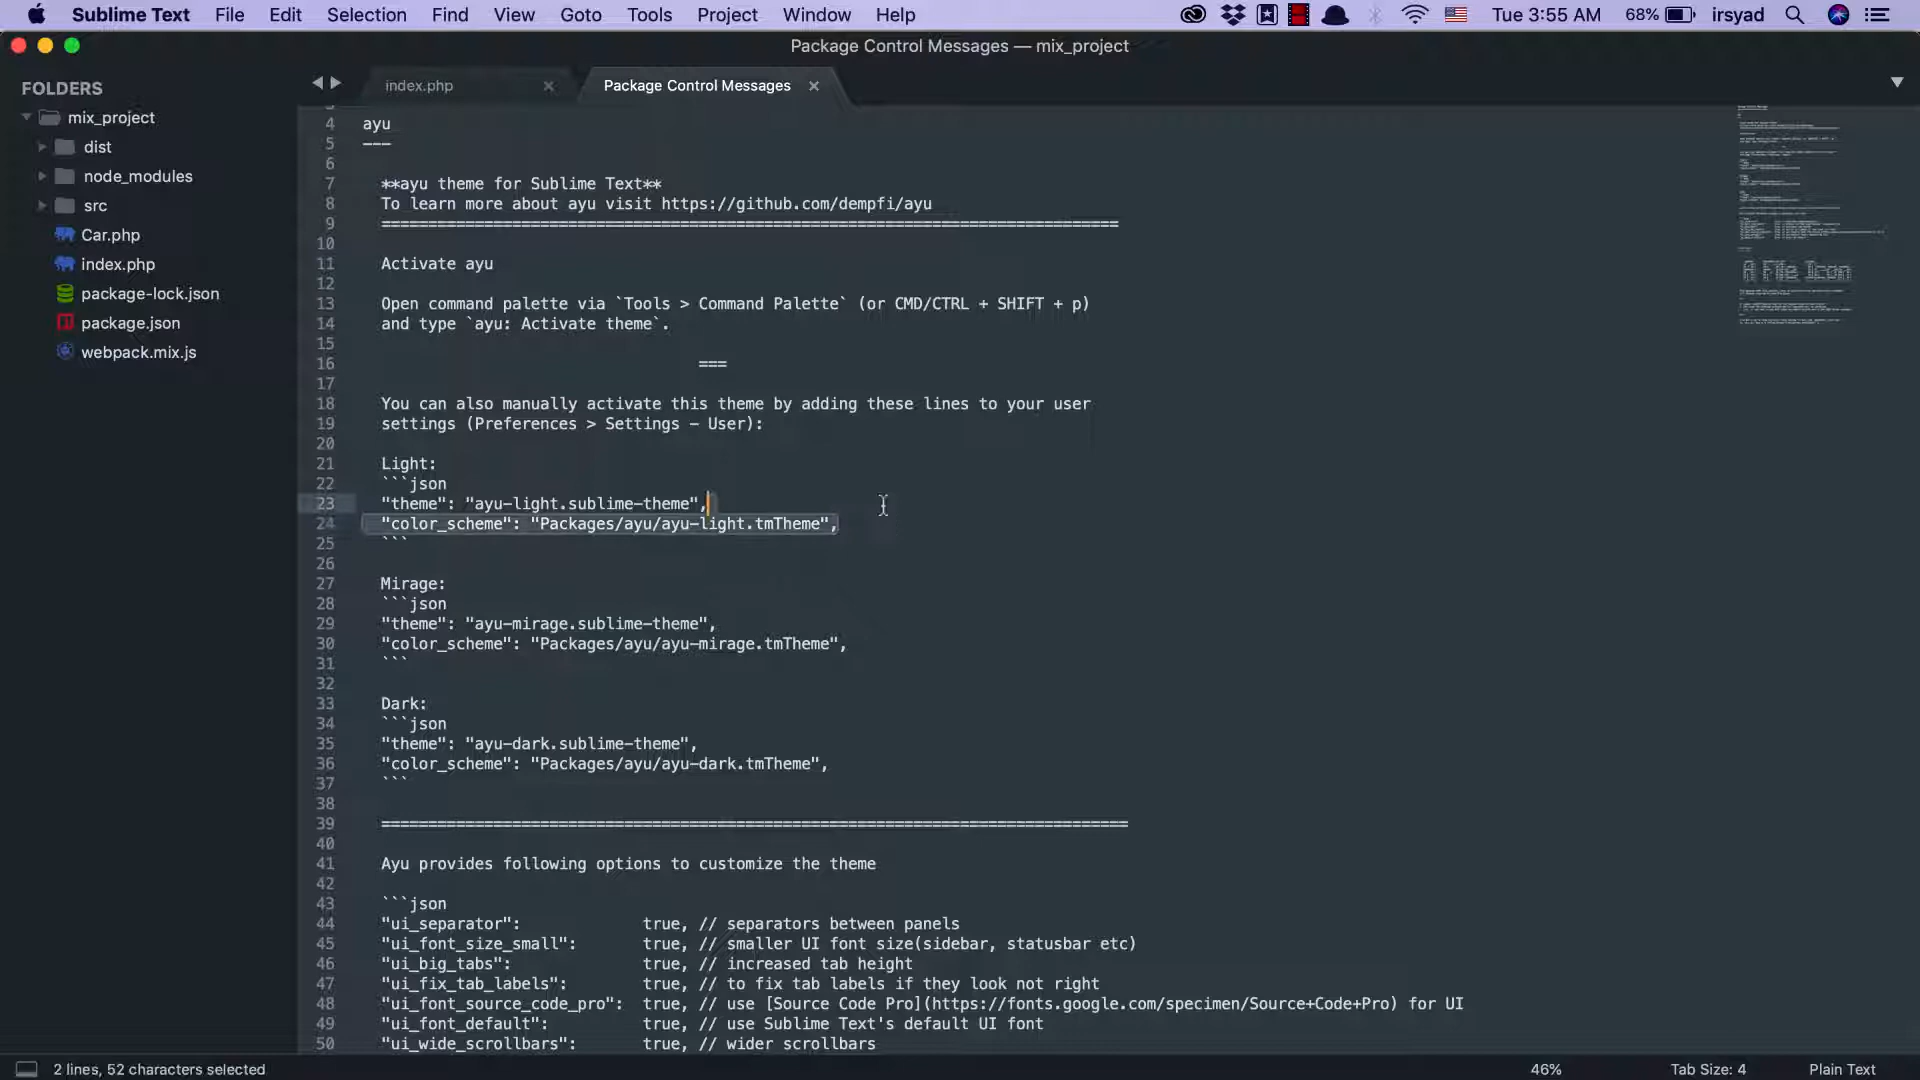 Sublime Text File Edit Selection Find View Goto Tools Project Window Help 68% Tue 3:55 AM irsyad
Package Control Messages — mix_project
FOLDERS
mix_project
dist
node_modules
src
Car.php
index.php
package-lock.json
package.json
webpack.mix.js
index.php
Package Control Messages
4 ayu
5 ---
6
7 **ayu theme for Sublime Text**
8 To learn more about ayu visit https://github.com/dempfi/ayu
9 ===============================================================================
10
11 Activate ayu
12
13 Open command palette via `Tools > Command Palette` (or CMD/CTRL + SHIFT + p)
14 and type `ayu: Activate theme`.
15
16 ===
17
18 You can also manually activate this theme by adding these lines to your user
19 settings (Preferences > Settings - User):
20
21 Light:
22 ```json
23 "theme": "ayu-light.sublime-theme",
24 "color_scheme": "Packages/ayu/ayu-light.tmTheme",
25 ```
26
27 Mirage:
28 ```json
29 "theme": "ayu-mirage.sublime-theme",
30 "color_scheme": "Packages/ayu/ayu-mirage.tmTheme",
31 ```
32
33 Dark:
34 ```json
35 "theme": "ayu-dark.sublime-theme",
36 "color_scheme": "Packages/ayu/ayu-dark.tmTheme",
37 ```
38
39 ================================================================================
40
41 Ayu provides following options to customize the theme
42
43 ```json
44 "ui_separator": true, // separators between panels
45 "ui_font_size_small": true, // smaller UI font size(sidebar, statusbar etc)
46 "ui_big_tabs": true, // increased tab height
47 "ui_fix_tab_labels": true, // to fix tab labels if they look not right
48 "ui_font_source_code_pro": true, // use [Source Code Pro](https://fonts.google.com/specimen/Source+Code+Pro) for UI
49 "ui_font_default": true, // use Sublime Text's default UI font
50 "ui_wide_scrollbars": true, // wider scrollbars
A File Icon
2 lines, 52 characters selected
46%
Tab Size: 4
Plain Text